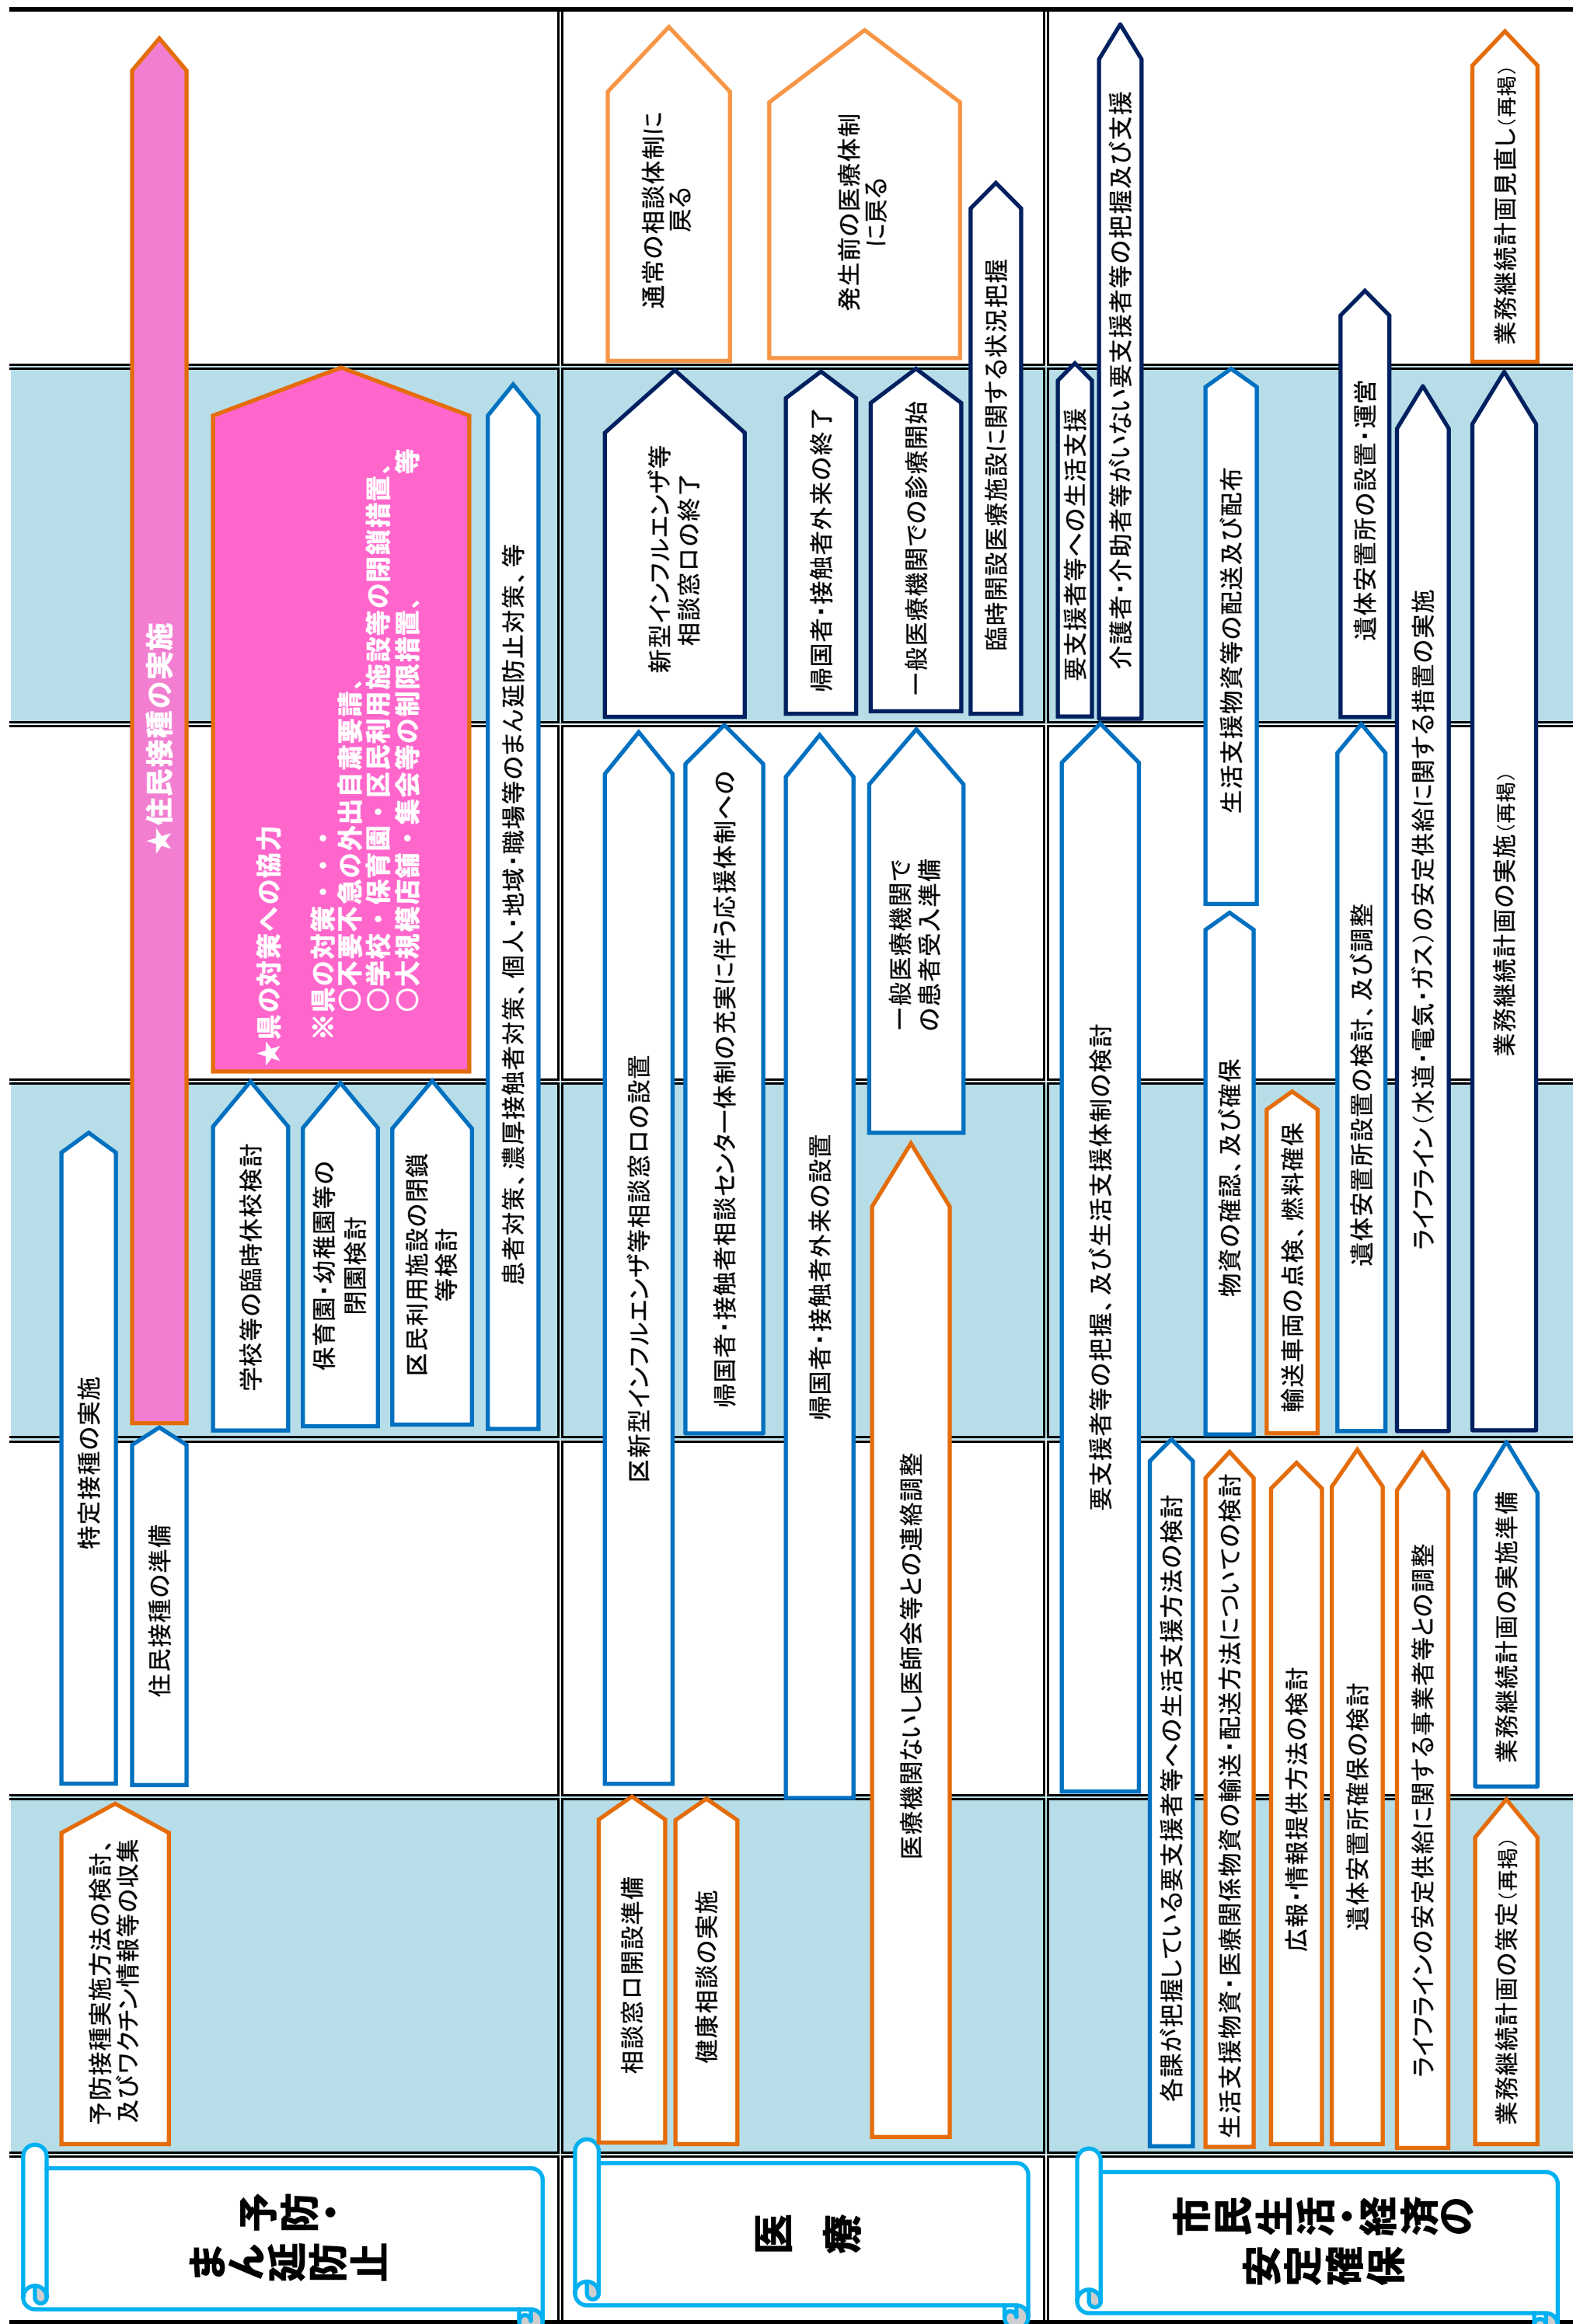 予防・
まん延防止
予防接種実施方法の検討、
及びワクチン情報等の収集
特定接種の実施
住民接種の準備
★住民接種の実施
学校等の臨時休校検討
保育園・幼稚園等の
閉園検討
区民利用施設の閉鎖
等検討
★県の対策への協力
※県の対策・・・
○不要不急の外出自粛要請、
○学校・保育園・区民利用施設等の閉鎖措置、
○大規模店舗・集会等の制限措置、 等
患者対策、濃厚接触者対策、個人・地域・職場等のまん延防止対策、等
医 療
相談窓口開設準備
健康相談の実施
区新型インフルエンザ等相談窓口の設置
帰国者・接触者相談センター体制の充実に伴う応援体制への
帰国者・接触者外来の設置
医療機関ないし医師会等との連絡調整
一般医療機関で
の患者受入準備
新型インフルエンザ等
相談窓口の終了
帰国者・接触者外来の終了
一般医療機関での診療開始
臨時開設医療施設に関する状況把握
通常の相談体制に
戻る
発生前の医療体制
に戻る
市民生活・経済の
安定確保
要支援者等の把握、及び生活支援体制の検討
要支援者等への生活支援
介護者・介助者等がいない要支援者等の把握及び支援
各課が把握している要支援者等への生活支援方法の検討
生活支援物資・医療関係物資の輸送・配送方法についての検討
物資の確認、及び確保
生活支援物資等の配送及び配布
広報・情報提供方法の検討
輸送車両の点検、燃料確保
遺体安置所確保の検討
遺体安置所設置の検討、及び調整
遺体安置所の設置・運営
ライフラインの安定供給に関する事業者等との調整
ライフライン（水道・電気・ガス）の安定供給に関する措置の実施
業務継続計画の策定（再掲）
業務継続計画の実施準備
業務継続計画の実施（再掲）
業務継続計画見直し（再掲）